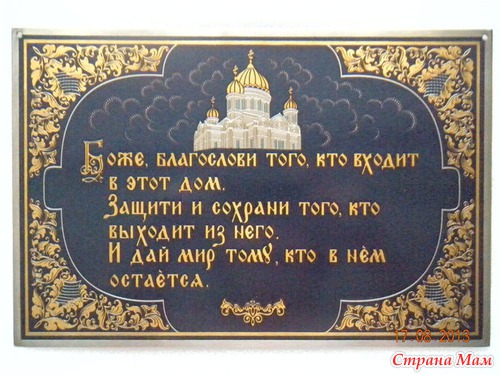 Боже, благослови того, кто входит
в этот дом.
Защити и сохрани того, кто
выходит из него.
И дай мир тому, кто в нём
остаётся.
17.06.2013
Страна Мам